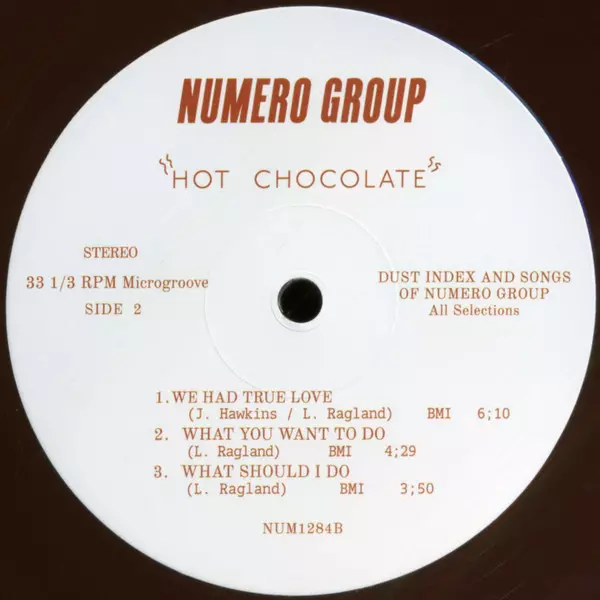 NUMERO GROUP
"HOT CHOCOLATE"
STEREO
33 1/3 RPM Microgroove
SIDE 2
DUST INDEX AND SONGS
OF NUMERO GROUP
All Selections
1.WE HAD TRUE LOVE
(J. Hawkins / L. Ragland) BMI 6;10
2. WHAT YOU WANT TO DO
(L. Ragland) BMI 4;29
3. WHAT SHOULD I DO
(L. Ragland) BMI 3;50
NUM1284B